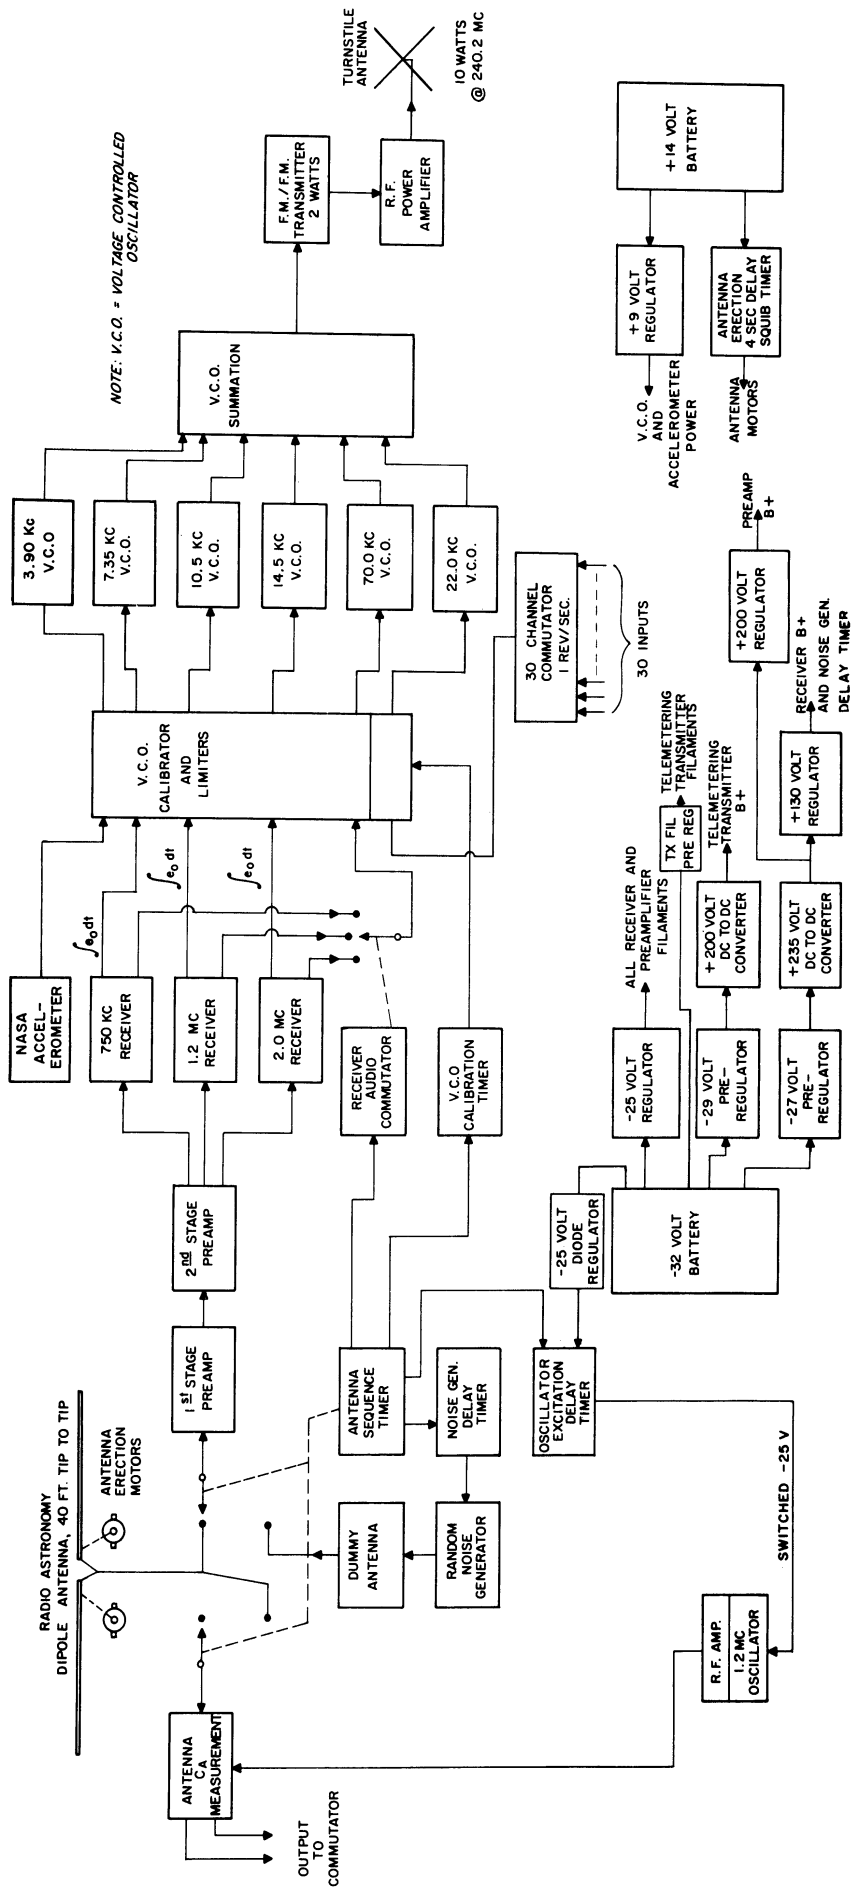 RADIO ASTRONOMY
DIPOLE ANTENNA, 40 FT. TIP TO TIP
ANTENNA
ERECTION
MOTORS
ANTENNA
CA
MEASUREMENT
OUTPUT
TO
COMMUTATOR
1st STAGE
PREAMP
2nd STAGE
PREAMP
NASA
ACCEL-
EROMETER
750 KC
RECEIVER
1.2 MC
RECEIVER
2.0 MC
RECEIVER
∫e₀dt
∫e₀dt
∫e₀dt
RECEIVER
AUDIO
COMMUTATOR
V.C.O
CALIBRATION
TIMER
ANTENNA
SEQUENCE
TIMER
NOISE GEN.
DELAY
TIMER
DUMMY
ANTENNA
RANDOM
NOISE
GENERATOR
OSCILLATOR
EXCITATION
DELAY
TIMER
SWITCHED -25 V
R.F. AMP.
1.2 MC
OSCILLATOR
V.C.O.
CALIBRATOR
AND
LIMITERS
3.90 Kc
V.C.O
7.35 KC
V.C.O.
10.5 KC
V.C.O.
14.5 KC
V.C.O.
70.0 KC
V.C.O.
22.0 KC
V.C.O.
30 CHANNEL
COMMUTATOR
1 REV/SEC.
30 INPUTS
V.C.O.
SUMMATION
NOTE: V.C.O. = VOLTAGE CONTROLLED
OSCILLATOR
F.M./F.M.
TRANSMITTER
2 WATTS
R.F.
POWER
AMPLIFIER
TURNSTILE
ANTENNA
10 WATTS
@ 240.2 MC
-25 VOLT
DIODE
REGULATOR
-32 VOLT
BATTERY
-25 VOLT
REGULATOR
ALL RECEIVER AND
PREAMPLIFIER
FILAMENTS
TX FIL
PRE REG
TELEMETERING
TRANSMITTER
FILAMENTS
-29 VOLT
PRE-
REGULATOR
+200 VOLT
DC TO DC
CONVERTER
TELEMETERING
TRANSMITTER
B+
-27 VOLT
PRE-
REGULATOR
+235 VOLT
DC TO DC
CONVERTER
+130 VOLT
REGULATOR
RECEIVER B+
AND NOISE GEN.
DELAY TIMER
+200 VOLT
REGULATOR
PREAMP
B+
+14 VOLT
BATTERY
+9 VOLT
REGULATOR
V.C.O.
AND
ACCELEROMETER
POWER
ANTENNA
ERECTION
4 SEC DELAY
SQUIB TIMER
ANTENNA
MOTORS